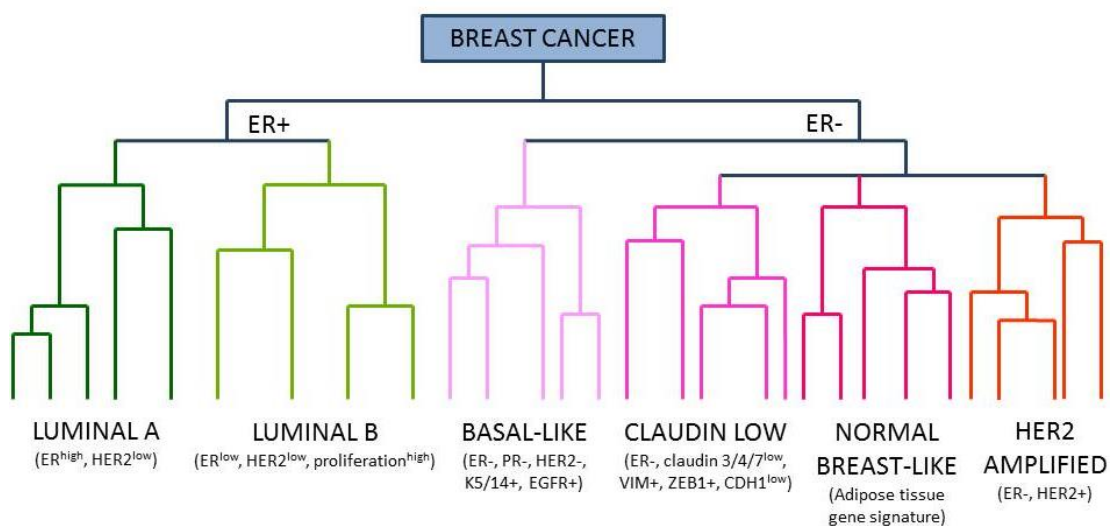 BREAST CANCER
ER+
ER-
LUMINAL A
(ERhigh, HER2low)
LUMINAL B
(ERlow, HER2low, proliferationhigh)
BASAL-LIKE
(ER-, PR-, HER2-,
K5/14+, EGFR+)
CLAUDIN LOW
(ER-, claudin 3/4/7low,
VIM+, ZEB1+, CDH1low)
NORMAL
BREAST-LIKE
(Adipose tissue
gene signature)
HER2
AMPLIFIED
(ER-, HER2+)